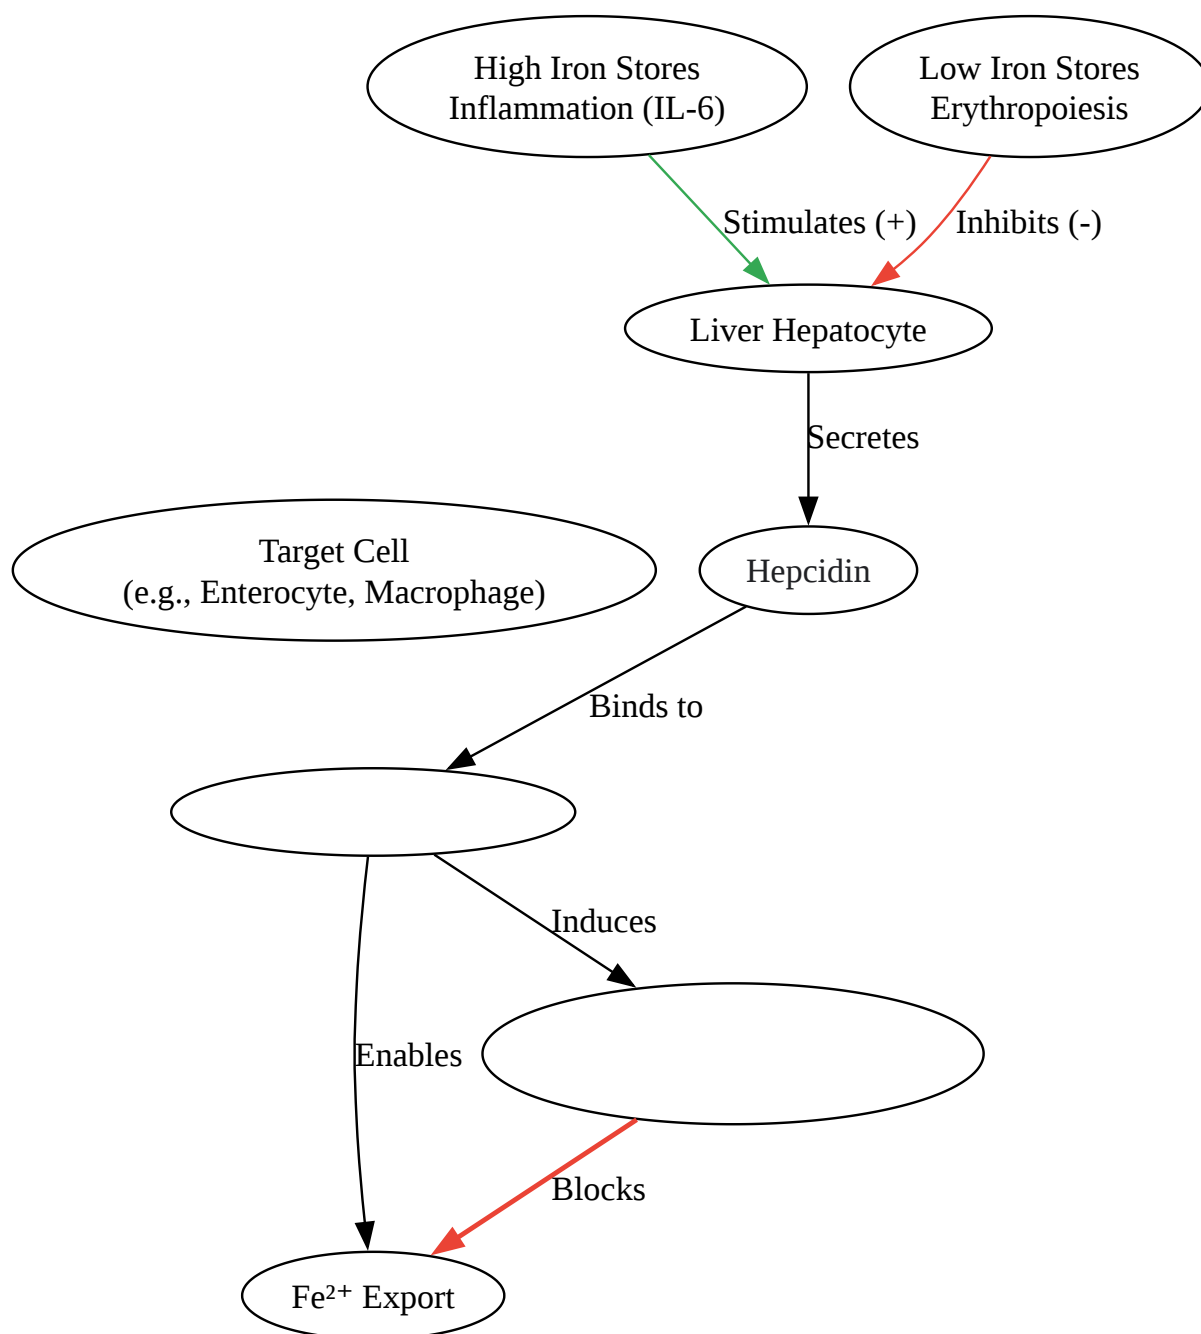 High Iron Stores
Inflammation (IL-6)
Low Iron Stores
Erythropoiesis
Stimulates (+)
Inhibits (-)
Liver Hepatocyte
Secretes
Target Cell
(e.g., Enterocyte, Macrophage)
Hepcidin
Binds to
Induces
Enables
Blocks
Fe²⁺ Export